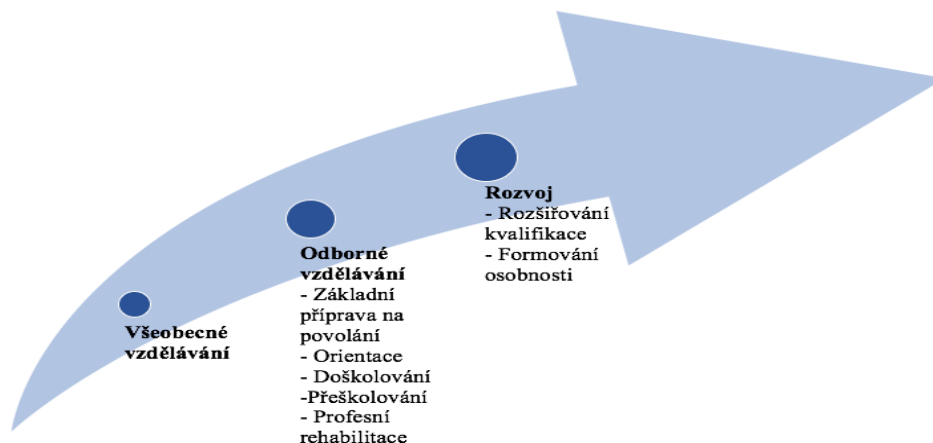 Všeobecné
vzdělávání
Odborné
vzdělávání
- Základní
příprava na
povolání
- Orientace
- Doškolování
-Přeškolování
- Profesní
rehabilitace
Rozvoj
- Rozšiřování
kvalifikace
- Formování
osobnosti